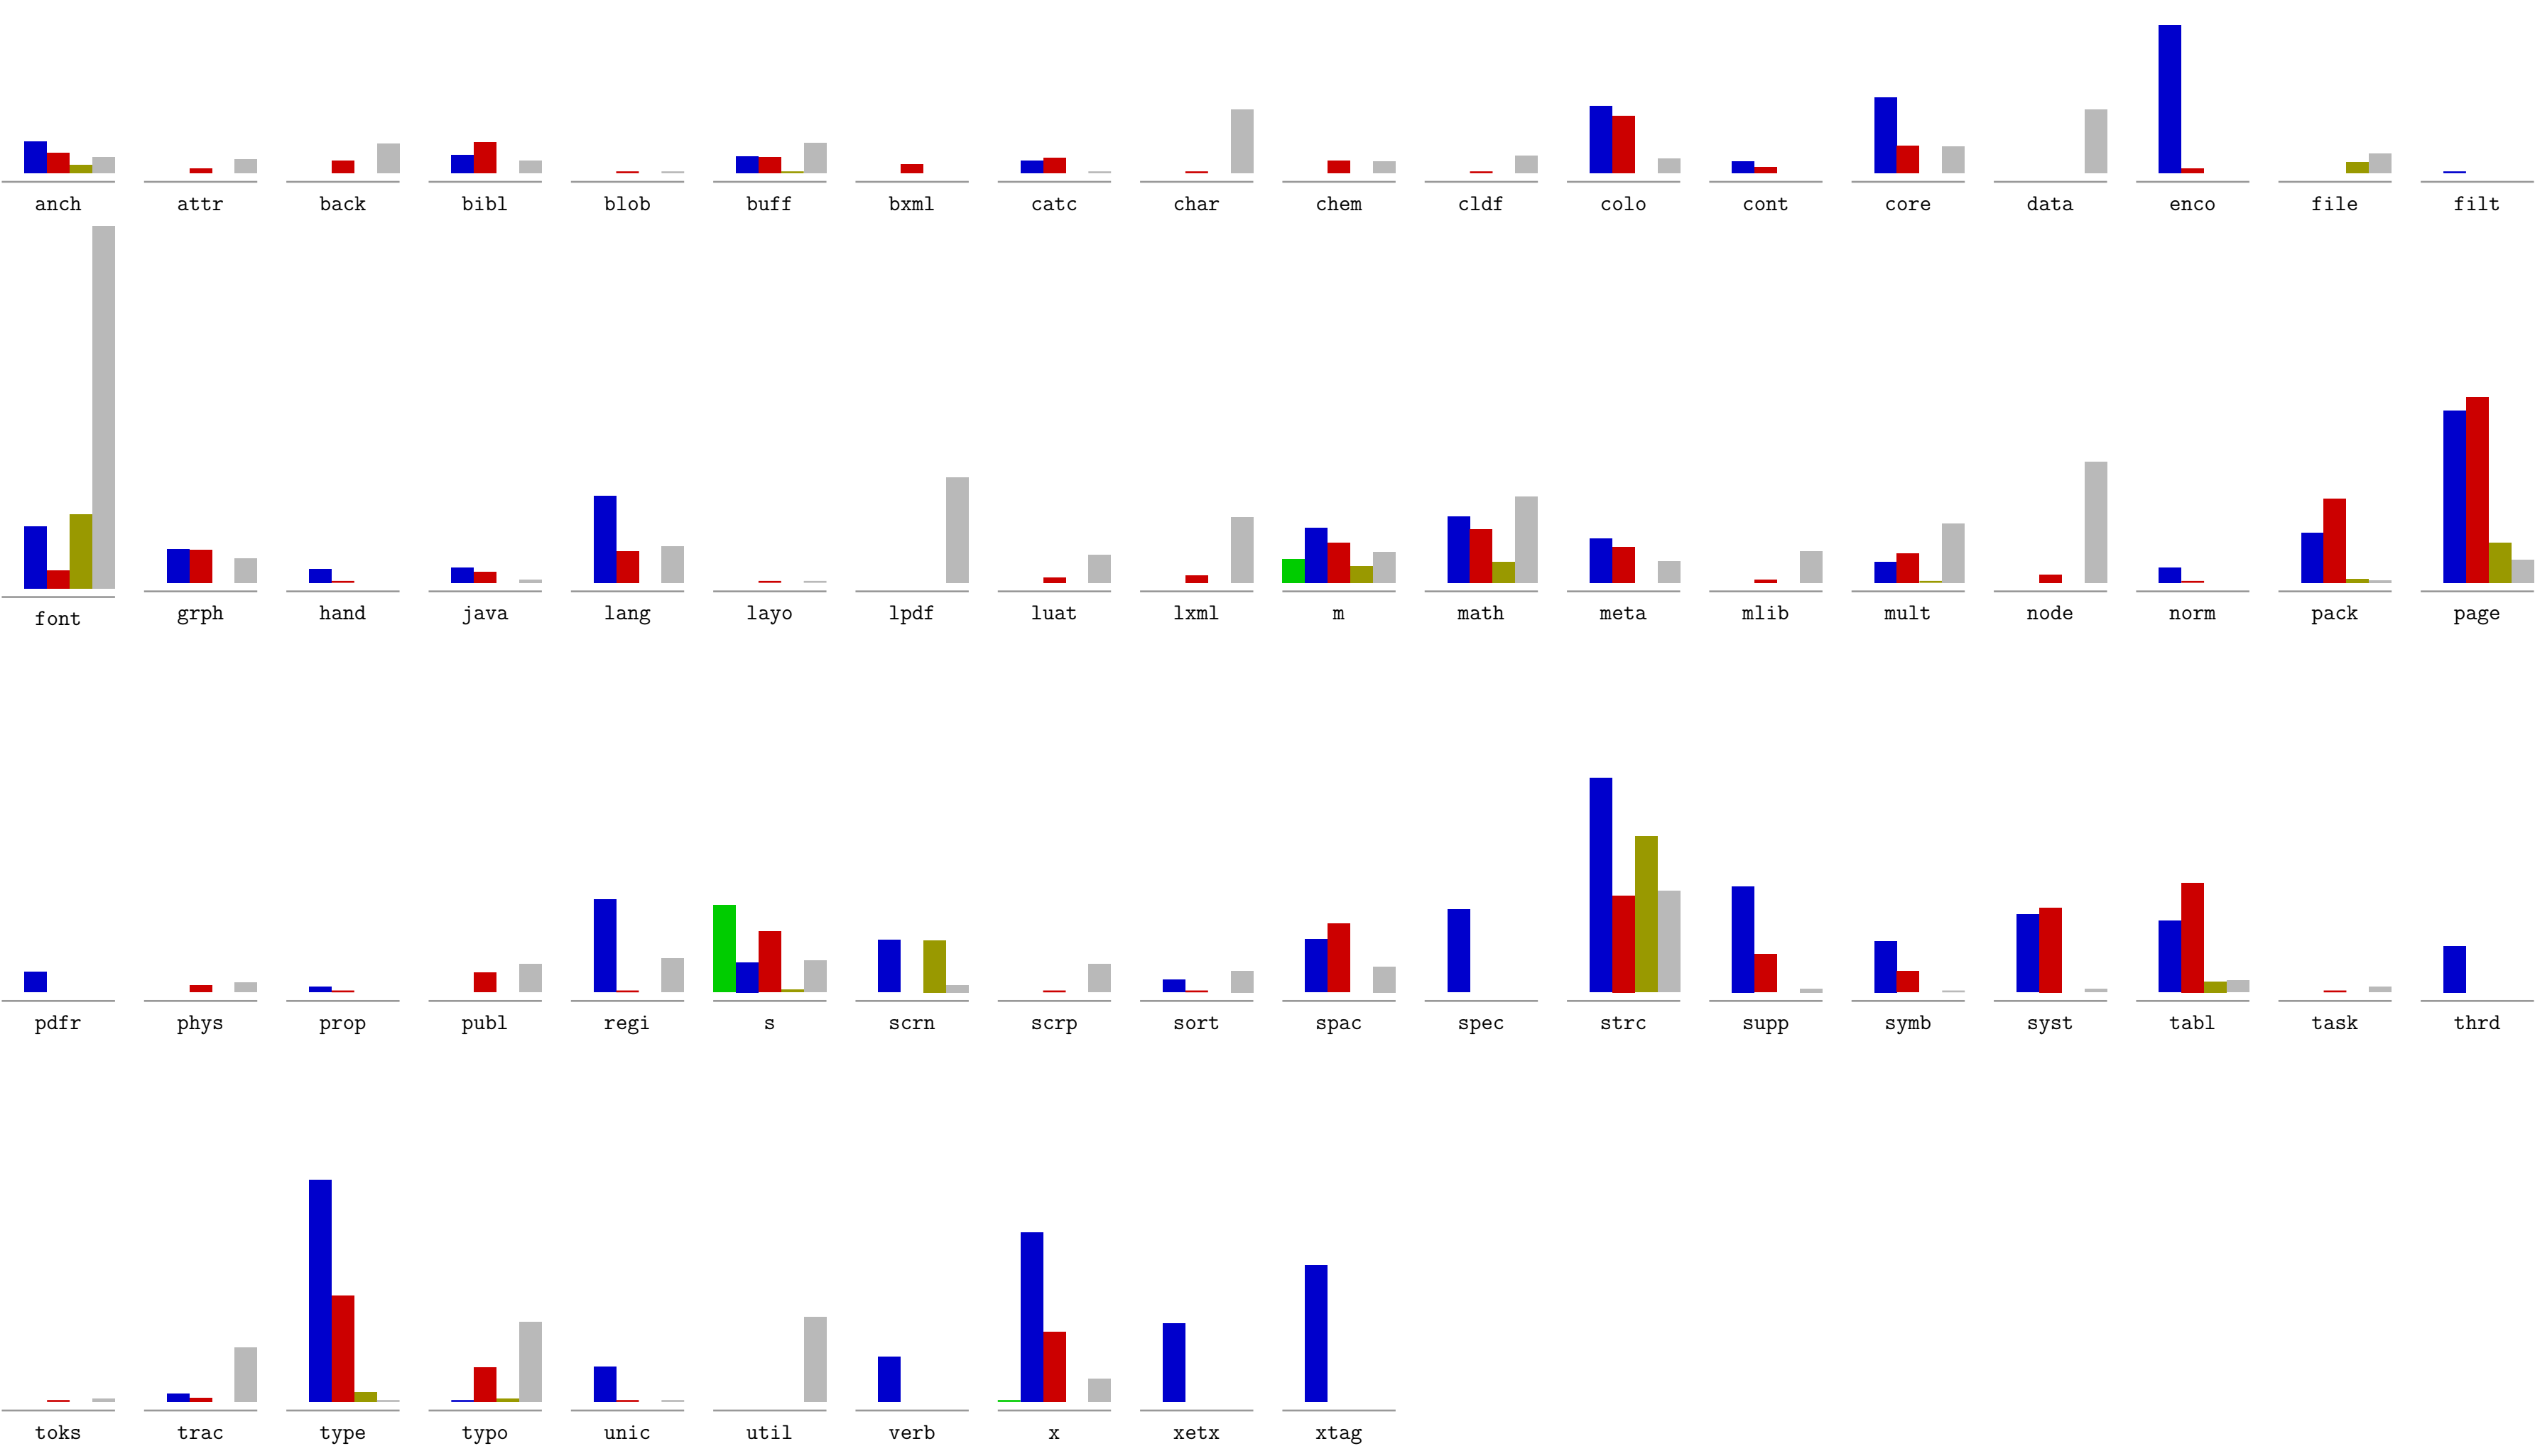 anch attr back bibl blob buff bxml catc char chem cldf colo cont core data enco file filt
font grph hand java lang layo lpdf luat lxml m math meta mlib mult node norm pack page
pdfr phys prop publ regi s scrn scrp sort spac spec strc supp symb syst tabl task thrd
toks trac type typo unic util verb x xetx xtag